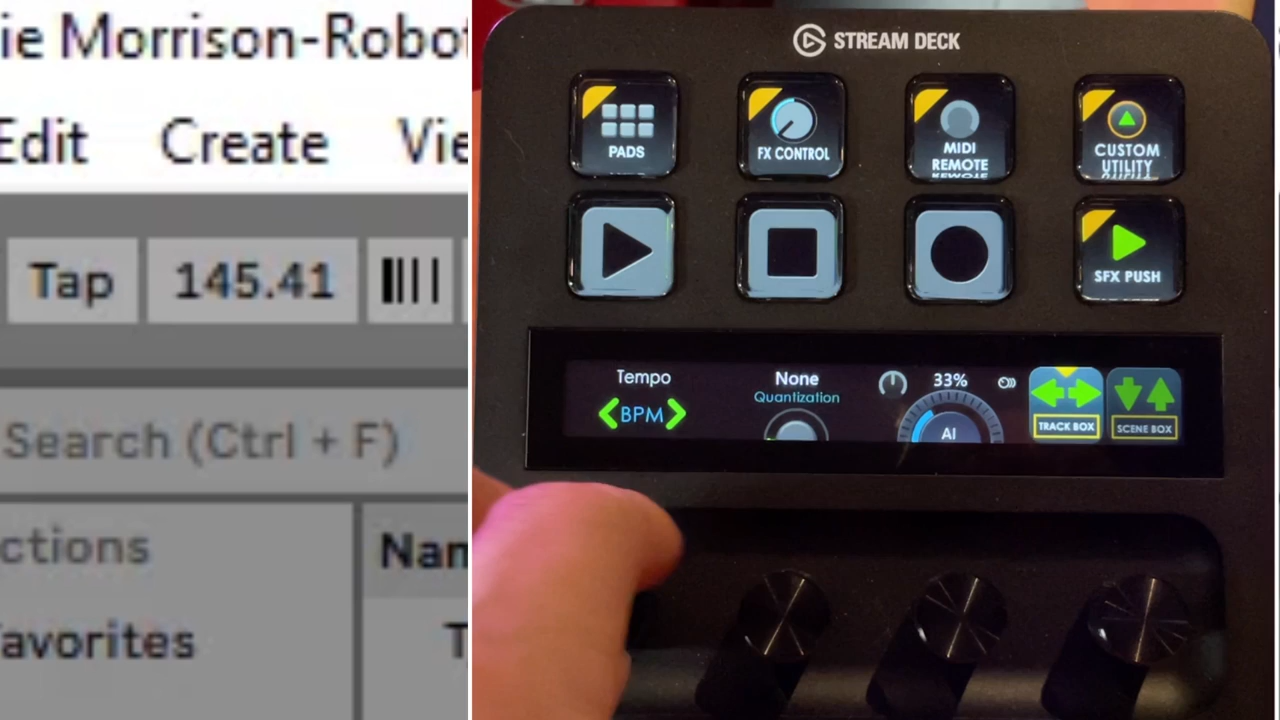 ie Morrison-Robot
Edit Create Vie
Tap 145.41
Search (Ctrl + F)
ctions
Nam
avorites
T
STREAM DECK
PADS
FX CONTROL
MIDI
REMOTE
CUSTOM
UTILITY
SFX PUSH
Tempo
BPM
None
Quantization
33%
AI
TRACK BOX
SCENE BOX